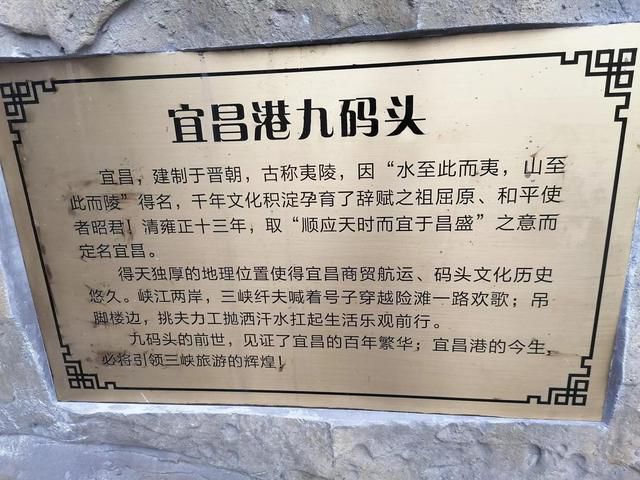 宜昌港九码头
宜昌，建制于晋朝，古称夷陵，因“水至此而夷，山至
此而陵”得名，千年文化积淀孕育了辞赋之祖屈原、和平使
者昭君！清雍正十三年，取“顺应天时而宜于昌盛”之意而
定名宜昌。
得天独厚的地理位置使得宜昌商贸航运、码头文化历史
悠久。峡江两岸，三峡纤夫喊着号子穿越险滩一路欢歌；吊
脚楼边，挑夫力工抛洒汗水扛起生活乐观前行。
九码头的前世，见证了宜昌的百年繁华；宜昌港的今生，
必将引领三峡旅游的辉煌！